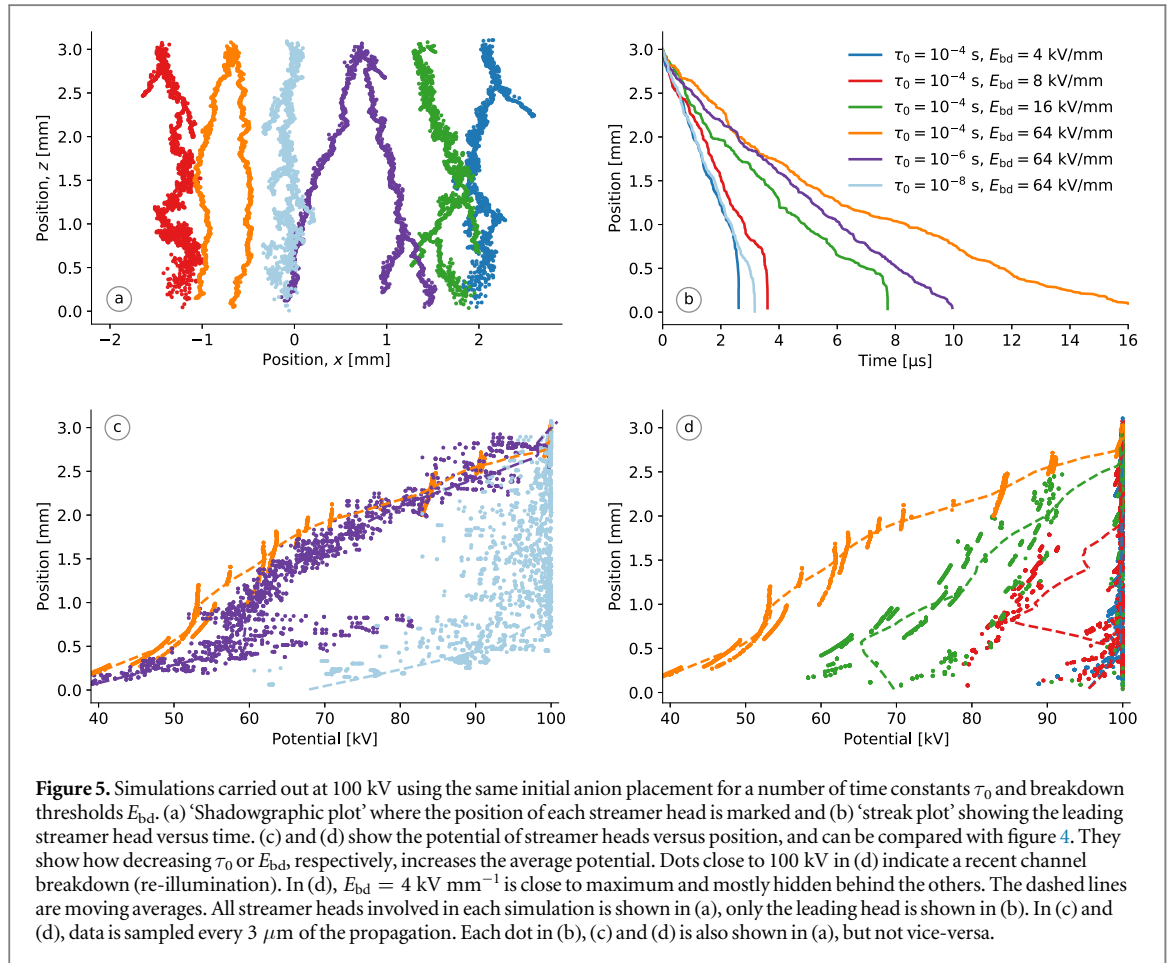 3.0
2.5
2.0
1.5
1.0
0.5
0.0
Position, z [mm]
a
−2
−1
0
1
2
Position, x [mm]
3.0
2.5
2.0
1.5
1.0
0.5
0.0
Position [mm]
b
τ0 = 10−4 s, Ebd = 4 kV/mm
τ0 = 10−4 s, Ebd = 8 kV/mm
τ0 = 10−4 s, Ebd = 16 kV/mm
τ0 = 10−4 s, Ebd = 64 kV/mm
τ0 = 10−6 s, Ebd = 64 kV/mm
τ0 = 10−8 s, Ebd = 64 kV/mm
0
2
4
6
8
10
12
14
16
Time [µs]
3.0
2.5
2.0
1.5
1.0
0.5
0.0
Position [mm]
c
40
50
60
70
80
90
100
Potential [kV]
3.0
2.5
2.0
1.5
1.0
0.5
0.0
Position [mm]
d
40
50
60
70
80
90
100
Potential [kV]
Figure 5. Simulations carried out at 100 kV using the same initial anion placement for a number of time constants τ0 and breakdown
thresholds Ebd. (a) ‘Shadowgraphic plot’ where the position of each streamer head is marked and (b) ‘streak plot’ showing the leading
streamer head versus time. (c) and (d) show the potential of streamer heads versus position, and can be compared with figure 4. They
show how decreasing τ0 or Ebd, respectively, increases the average potential. Dots close to 100 kV in (d) indicate a recent channel
breakdown (re-illumination). In (d), Ebd = 4 kV mm−1 is close to maximum and mostly hidden behind the others. The dashed lines
are moving averages. All streamer heads involved in each simulation is shown in (a), only the leading head is shown in (b). In (c) and
(d), data is sampled every 3 μm of the propagation. Each dot in (b), (c) and (d) is also shown in (a), but not vice-versa.